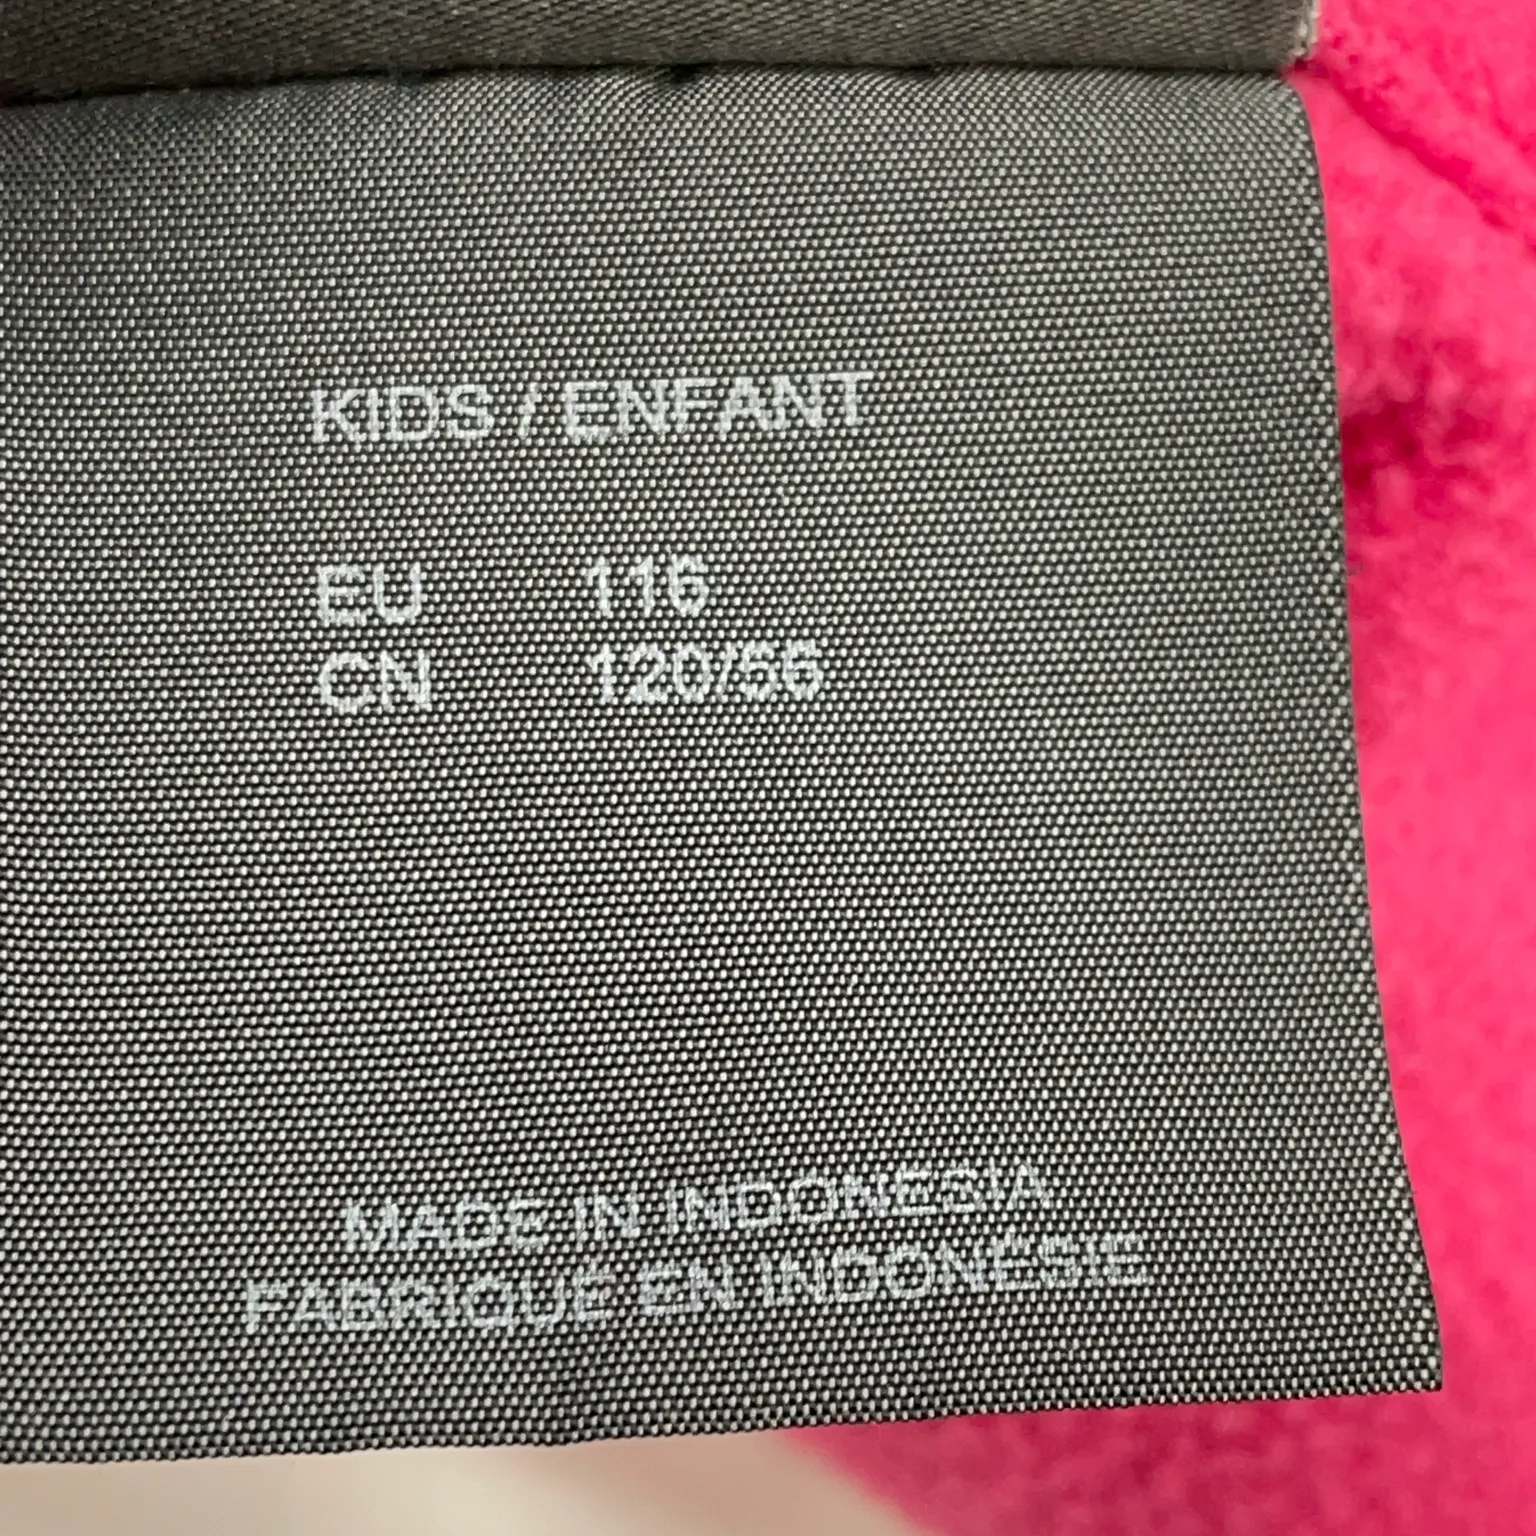 KIDS / ENFANT
EU 116
CN 120/56
MADE IN INDONESIA
FABRIQUÉ EN INDONÉSIE